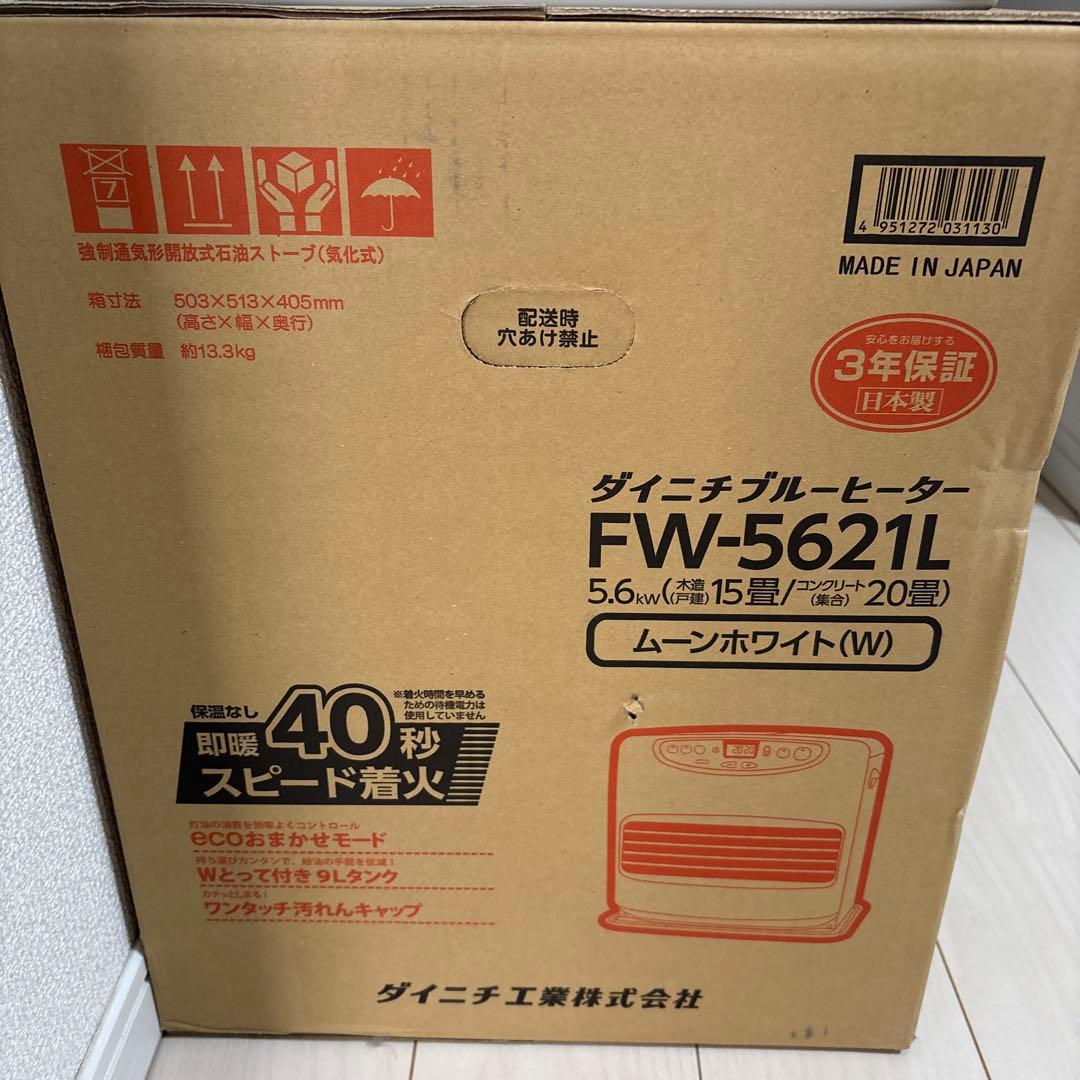 7
強制通気形開放式石油ストーブ(気化式)
箱寸法 503×513×405mm
(高さ×幅×奥行)
梱包質量 約13.3kg
配送時
穴あけ禁止
4 951272 031130
MADE IN JAPAN
安心をお届けする
3年保証
日本製
ダイニチブルーヒーター
FW-5621L
5.6kW(木造(戸建)15畳/コンクリート(集合)20畳)
ムーンホワイト(W)
保温なし
※着火時間を早める
ための待機電力は
使用していません
即暖40秒
スピード着火
灯油の消費を効率よくコントロール
ecoおまかせモード
持ち運びカンタンで、給油の手間を低減!
Wとって付き9Lタンク
カチッとしまる!
ワンタッチ汚れんキャップ
ダイニチ工業株式会社